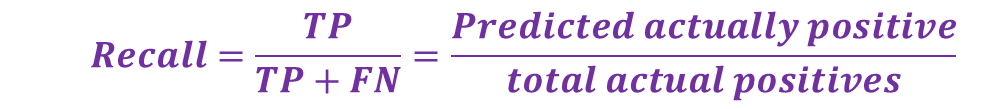 Recall = TP / TP + FN = Predicted actually positive / total actual positives